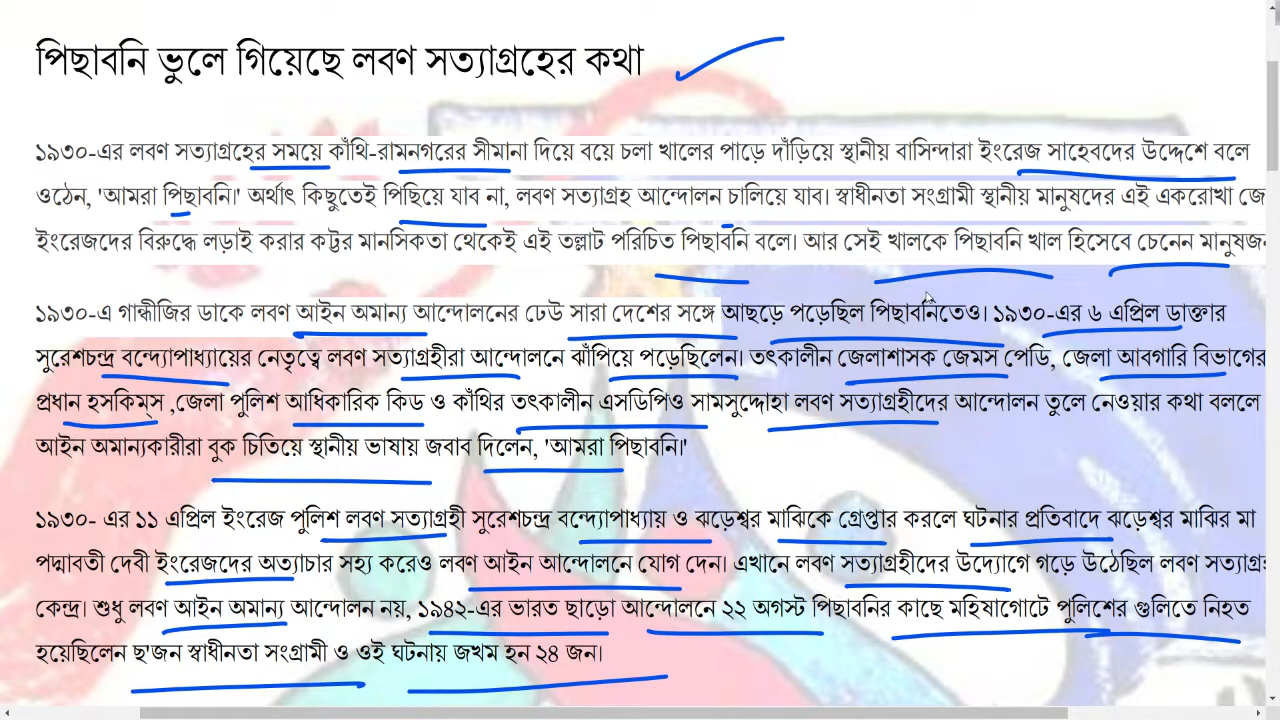 পিছাবনি ভুলে গিয়েছে লবণ সত্যাগ্রহের কথা
১৯৩০-এর লবণ সত্যাগ্রহের সময়ে কাঁথি-রামনগরের সীমানা দিয়ে বয়ে চলা খালের পাড়ে দাঁড়িয়ে স্থানীয় বাসিন্দারা ইংরেজ সাহেবদের উদ্দেশে বলে
ওঠেন, 'আমরা পিছাবনি।' অর্থাৎ কিছুতেই পিছিয়ে যাব না, লবণ সত্যাগ্রহ আন্দোলন চালিয়ে যাব। স্বাধীনতা সংগ্রামী স্থানীয় মানুষদের এই একরোখা জে
ইংরেজদের বিরুদ্ধে লড়াই করার কট্টর মানসিকতা থেকেই এই তল্লাট পরিচিত পিছাবনি বলে। আর সেই খালকে পিছাবনি খাল হিসেবে চেনেন মানুষজন
১৯৩০-এ গান্ধীজির ডাকে লবণ আইন অমান্য আন্দোলনের ঢেউ সারা দেশের সঙ্গে আছড়ে পড়েছিল পিছাবনিতেও। ১৯৩০-এর ৬ এপ্রিল ডাক্তার
সুরেশচন্দ্র বন্দ্যোপাধ্যায়ের নেতৃত্বে লবণ সত্যাগ্রহীরা আন্দোলনে ঝাঁপিয়ে পড়েছিলেন। তৎকালীন জেলাশাসক জেমস পেডি, জেলা আবগারি বিভাগের
প্রধান হসকিম্‌স ,জেলা পুলিশ আধিকারিক কিড ও কাঁথির তৎকালীন এসডিপিও সামসুদ্দোহা লবণ সত্যাগ্রহীদের আন্দোলন তুলে নেওয়ার কথা বললে
আইন অমান্যকারীরা বুক চিতিয়ে স্থানীয় ভাষায় জবাব দিলেন, 'আমরা পিছাবনি।'
১৯৩০- এর ১১ এপ্রিল ইংরেজ পুলিশ লবণ সত্যাগ্রহী সুরেশচন্দ্র বন্দ্যোপাধ্যায় ও ঝড়েশ্বর মাঝিকে গ্রেপ্তার করলে ঘটনার প্রতিবাদে ঝড়েশ্বর মাঝির মা
পদ্মাবতী দেবী ইংরেজদের অত্যাচার সহ্য করেও লবণ আইন আন্দোলনে যোগ দেন। এখানে লবণ সত্যাগ্রহীদের উদ্যোগে গড়ে উঠেছিল লবণ সত্যাগ্রহ
কেন্দ্র। শুধু লবণ আইন অমান্য আন্দোলন নয়, ১৯৪২-এর ভারত ছাড়ো আন্দোলনে ২২ অগস্ট পিছাবনির কাছে মহিষাগোটে পুলিশের গুলিতে নিহত
হয়েছিলেন ছ'জন স্বাধীনতা সংগ্রামী ও ওই ঘটনায় জখম হন ২৪ জন।